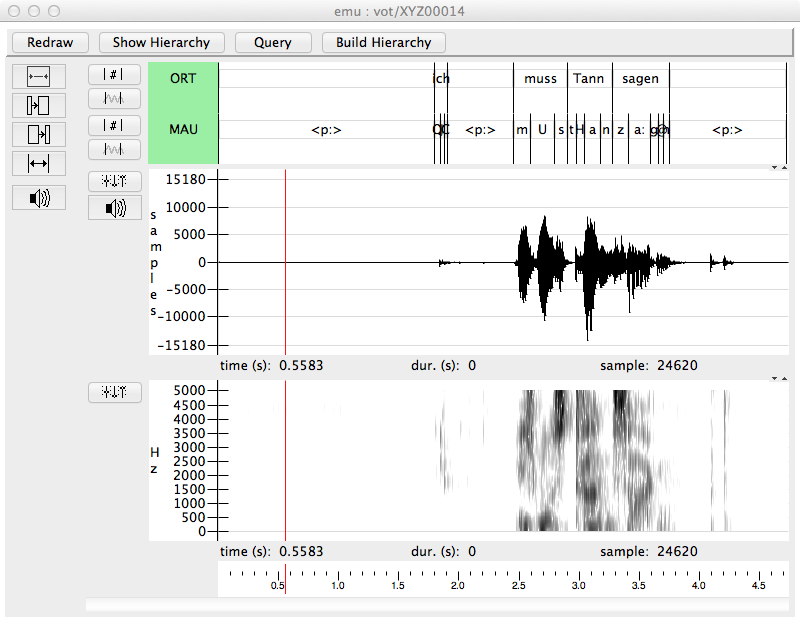 emu : vot/XYZ00014
Redraw Show Hierarchy Query Build Hierarchy
ORT ich muss Tann sagen
MAU <p:> <p:> m U s t H a n z a: g @ n <p:>
samples
15180
10000
5000
0
-5000
-10000
-15180
time (s): 0.5583 dur. (s): 0 sample: 24620
Hz
5000
4500
4000
3500
3000
2500
2000
1500
1000
500
0
time (s): 0.5583 dur. (s): 0 sample: 24620
0.5 1.0 1.5 2.0 2.5 3.0 3.5 4.0 4.5